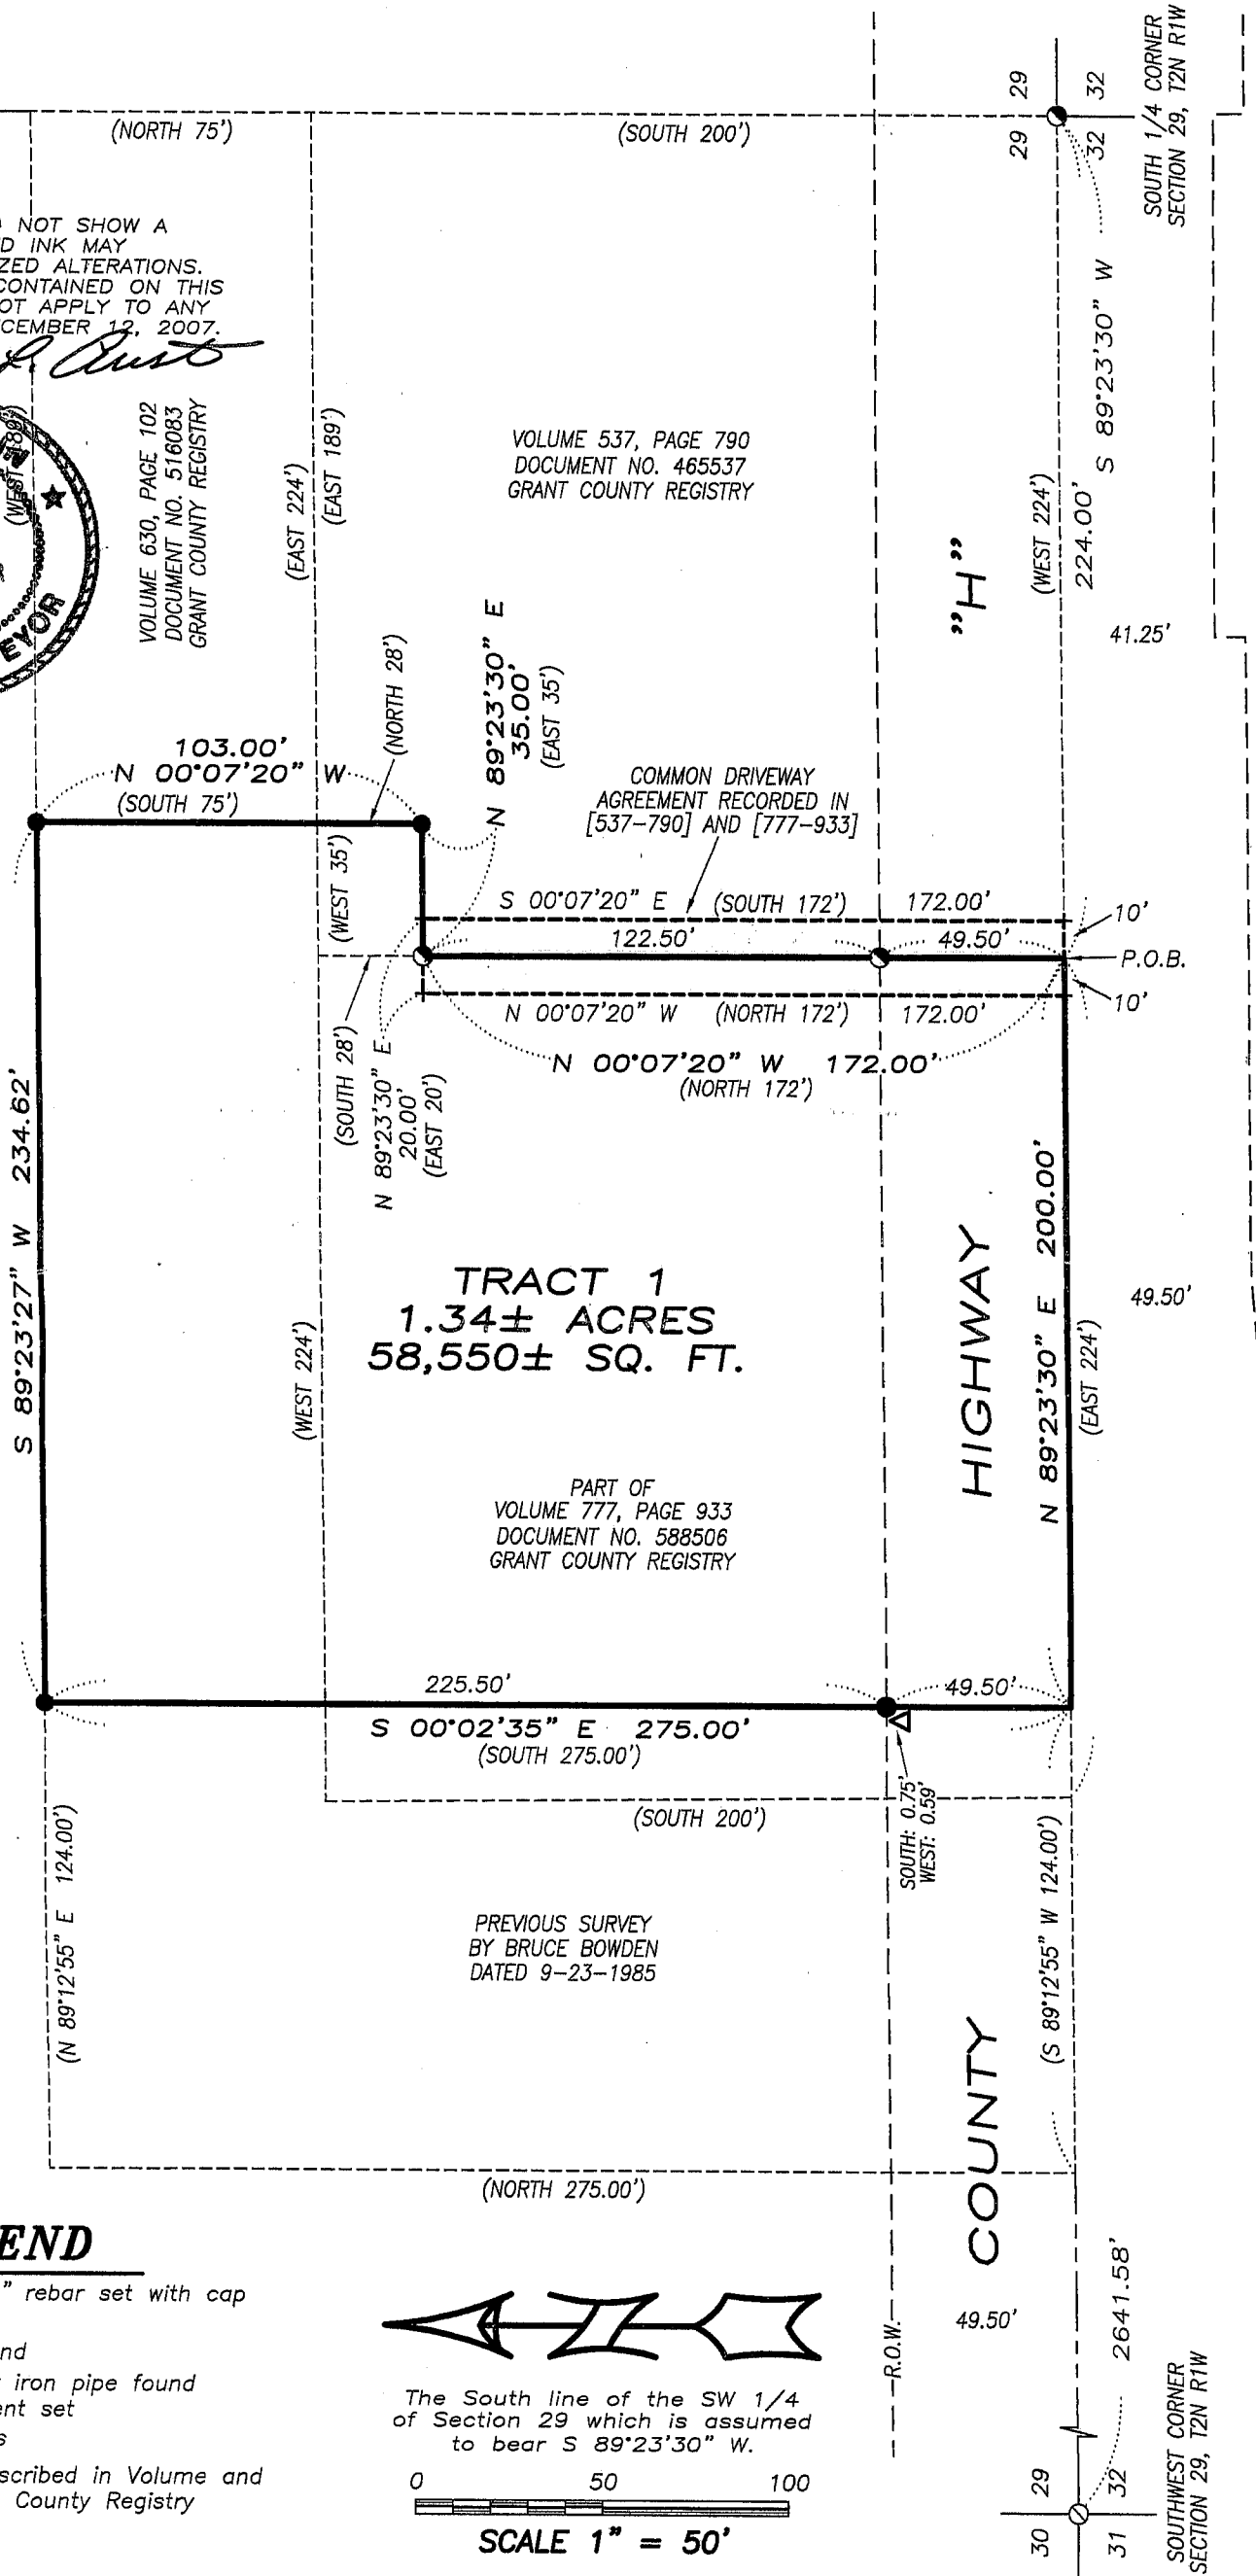 (NORTH 75')
(SOUTH 200')
29
29
32
32
SOUTH 1/4 CORNER
SECTION 29, T2N R1W
NOT SHOW A
INK MAY
ALTERATIONS.
CONTAINED ON THIS
APPLY TO ANY
12, 2007.
(WEST 189')
VOLUME 630, PAGE 102
DOCUMENT NO. 516083
GRANT COUNTY REGISTRY
(EAST 224')
(EAST 189')
VOLUME 537, PAGE 790
DOCUMENT NO. 465537
GRANT COUNTY REGISTRY
S 89°23'30" W
(WEST 224')
224.00'
"H"
41.25'
103.00'
N 00°07'20" W
(SOUTH 75')
(NORTH 28')
N 89°23'30" E
35.00'
(EAST 35')
COMMON DRIVEWAY
AGREEMENT RECORDED IN
[537-790] AND [777-933]
(WEST 35')
S 00°07'20" E (SOUTH 172') 172.00'
10'
122.50'
49.50'
P.O.B.
10'
N 00°07'20" W (NORTH 172') 172.00'
(SOUTH 28')
N 89°23'30" E
20.00'
(EAST 20')
N 00°07'20" W 172.00'
(NORTH 172')
S 89°23'27" W 234.62'
TRACT 1
1.34± ACRES
58,550± SQ. FT.
(WEST 224')
HIGHWAY
N 89°23'30" E 200.00'
(EAST 224')
49.50'
PART OF
VOLUME 777, PAGE 933
DOCUMENT NO. 588506
GRANT COUNTY REGISTRY
225.50'
49.50'
S 00°02'35" E 275.00'
(SOUTH 275.00')
SOUTH: 0.75'
WEST: 0.59'
(SOUTH 200')
(N 89°12'55" E 124.00')
(S 89°12'55" W 124.00')
PREVIOUS SURVEY
BY BRUCE BOWDEN
DATED 9-23-1985
COUNTY
(NORTH 275.00')
" rebar set with cap
iron pipe found
set
scribed in Volume and
County Registry
The South line of the SW 1/4
of Section 29 which is assumed
to bear S 89°23'30" W.
0 50 100
SCALE 1" = 50'
R.O.W.
49.50'
2641.58'
29
32
30
31
SOUTHWEST CORNER
SECTION 29, T2N R1W